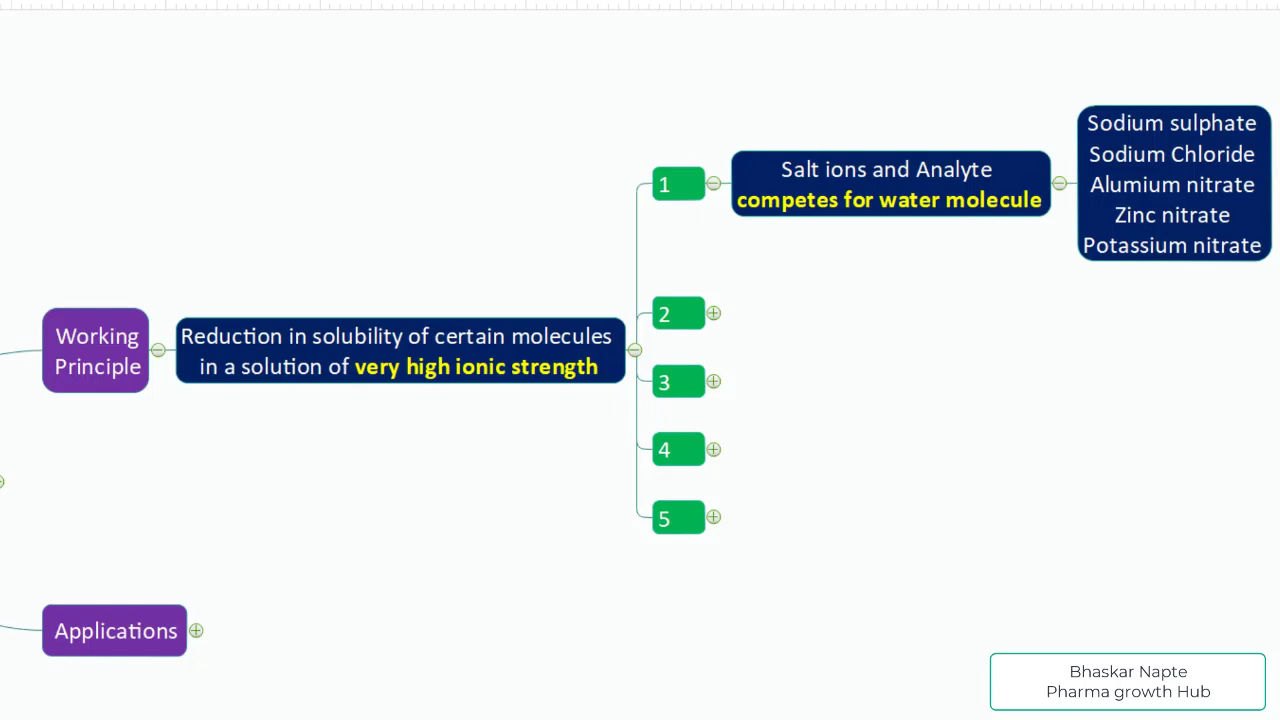 Working
Principle
Reduction in solubility of certain molecules
in a solution of very high ionic strength
1
Salt ions and Analyte
competes for water molecule
Sodium sulphate
Sodium Chloride
Alumium nitrate
Zinc nitrate
Potassium nitrate
2
3
4
5
Applications
Bhaskar Napte
Pharma growth Hub